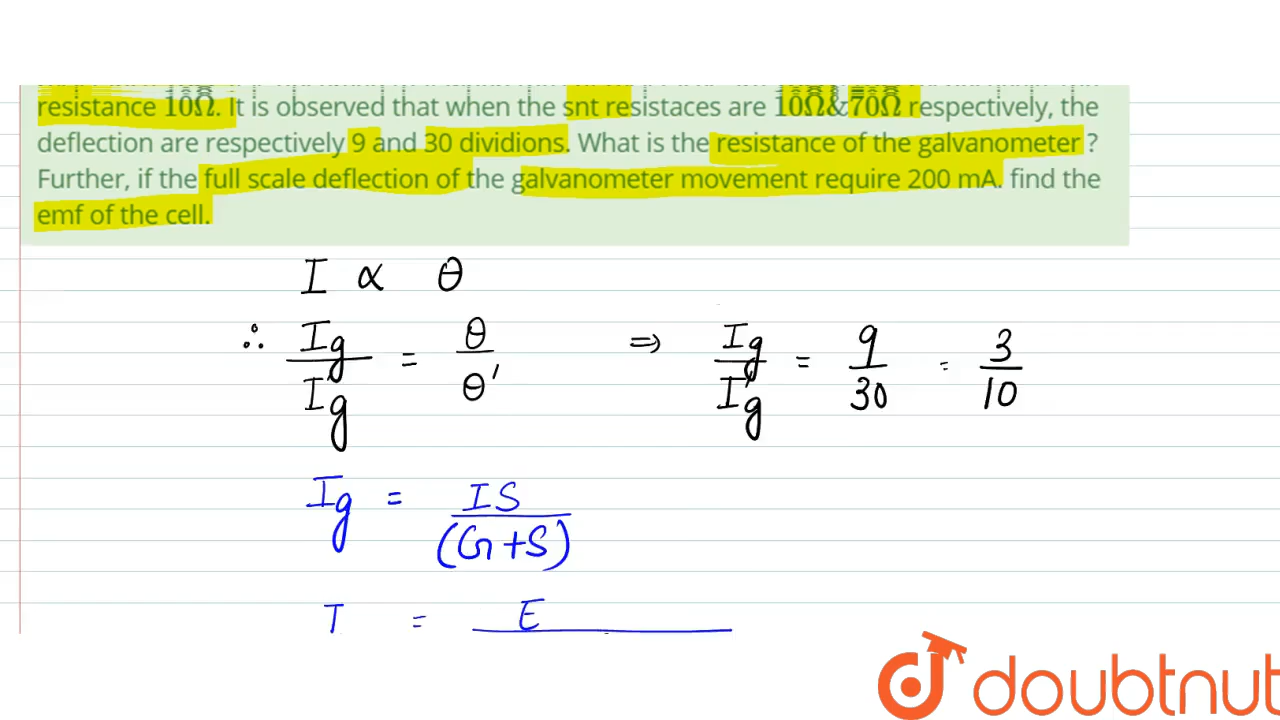 resistance 10Ω. It is observed that when the snt resistaces are 10Ω&70Ω respectively, the
deflection are respectively 9 and 30 dividions. What is the resistance of the galvanometer ?
Further, if the full scale deflection of the galvanometer movement require 200 mA. find the
emf of the cell.
I ∝ θ
∴ Ig/I'g = θ/θ' ⇒ Ig/I'g = 9/30 = 3/10
Ig = IS/(G+S)
I = E
doubtnut